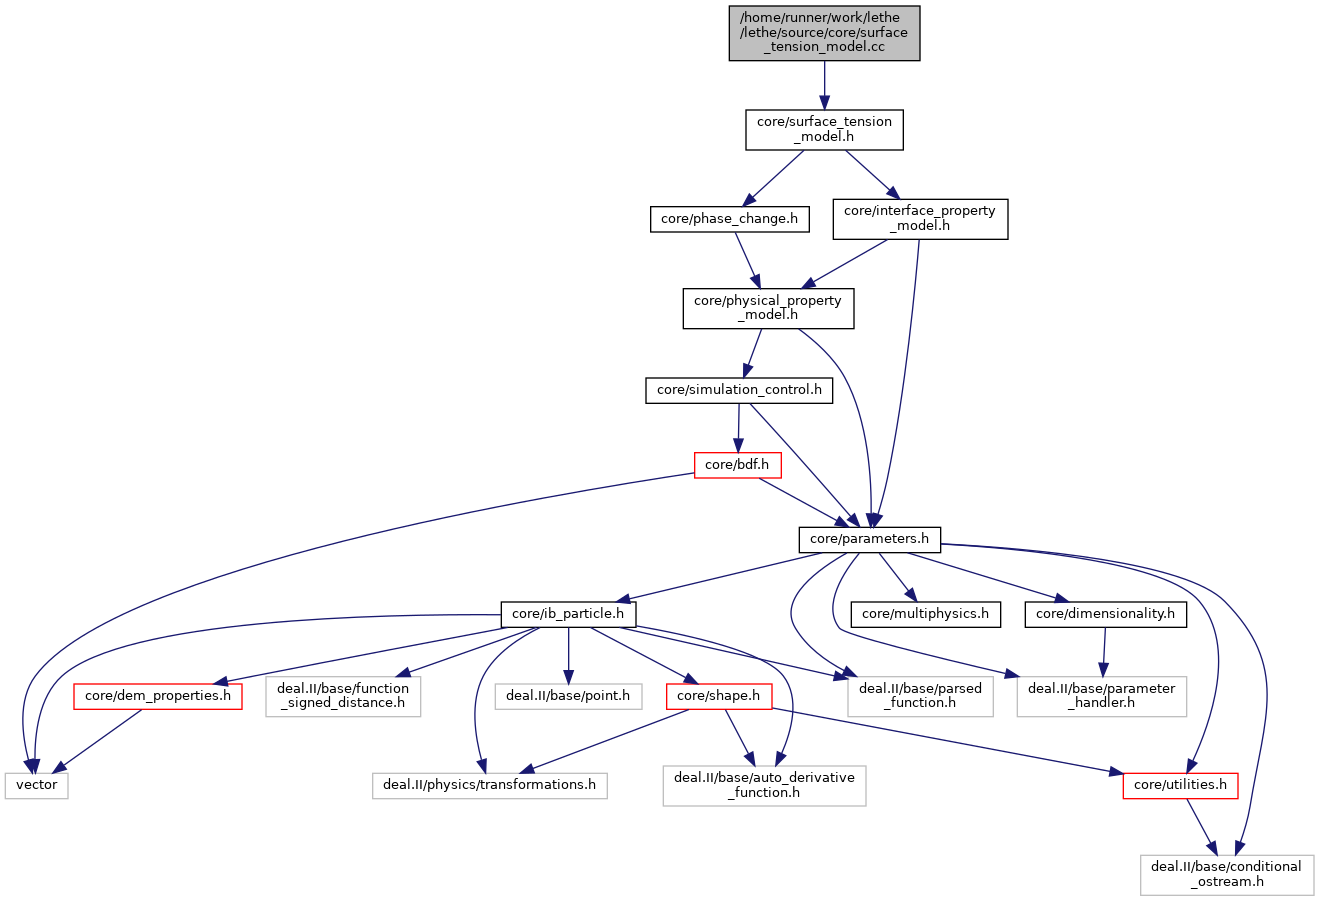 /home/runner/work/lethe
/lethe/source/core/surface
_tension_model.cc
core/surface_tension
_model.h
core/phase_change.h
core/interface_property
_model.h
core/physical_property
_model.h
core/simulation_control.h
core/bdf.h
core/parameters.h
core/ib_particle.h
core/multiphysics.h
core/dimensionality.h
core/dem_properties.h
deal.II/base/function
_signed_distance.h
deal.II/base/point.h
core/shape.h
deal.II/base/parsed
_function.h
deal.II/base/parameter
_handler.h
vector
deal.II/physics/transformations.h
deal.II/base/auto_derivative
_function.h
core/utilities.h
deal.II/base/conditional
_ostream.h